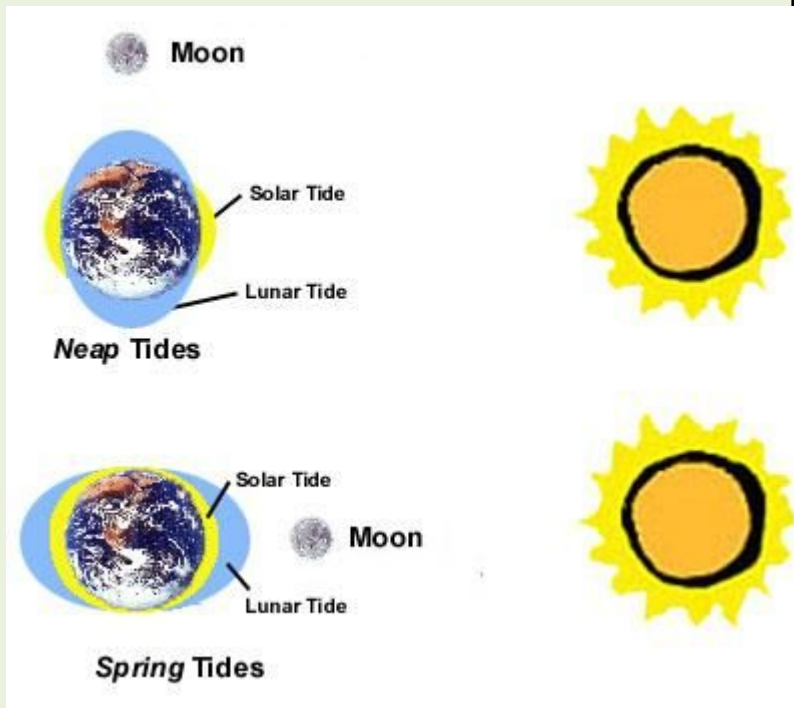 Moon
Solar Tide
Lunar Tide
Neap Tides
Solar Tide
Moon
Lunar Tide
Spring Tides